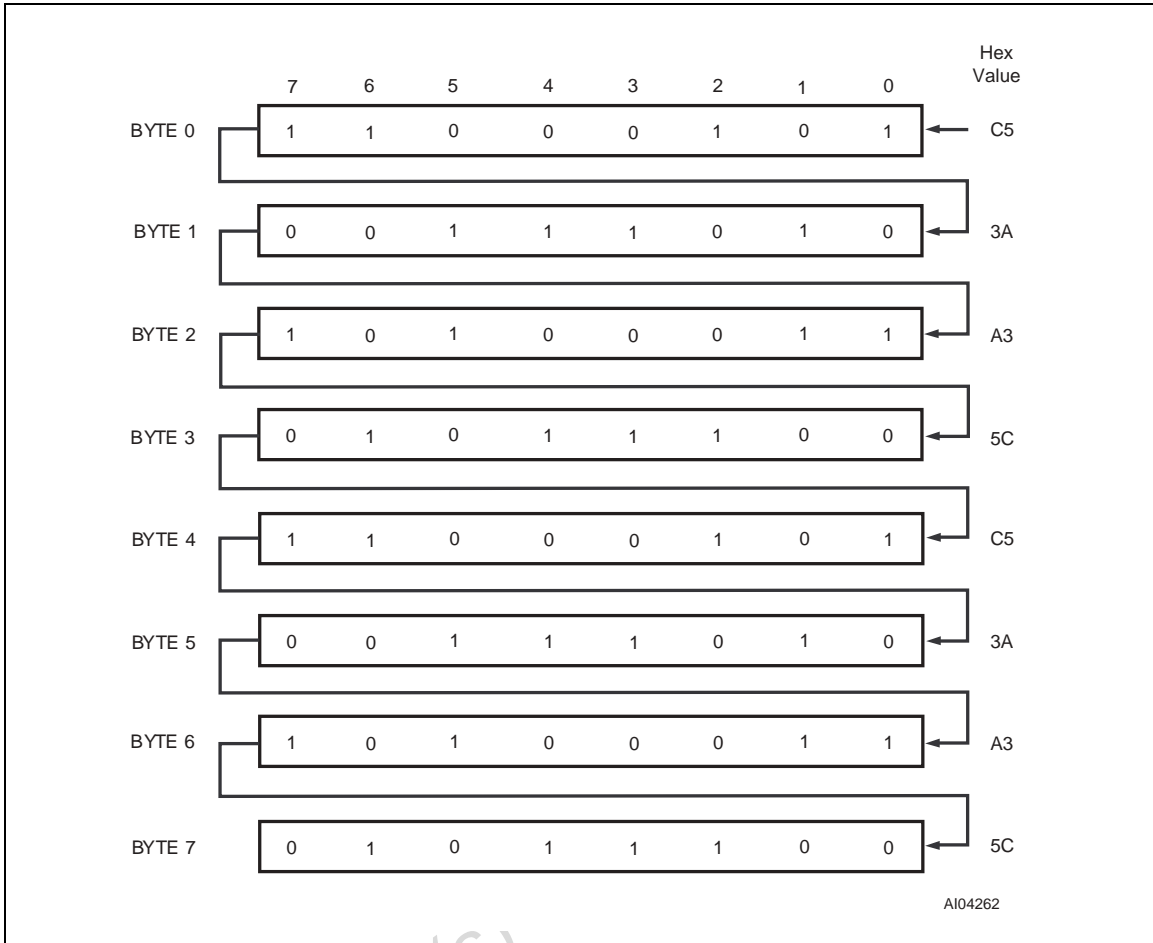 Hex
Value
7 6 5 4 3 2 1 0
BYTE 0 1 1 0 0 0 1 0 1 C5
BYTE 1 0 0 1 1 1 0 1 0 3A
BYTE 2 1 0 1 0 0 0 1 1 A3
BYTE 3 0 1 0 1 1 1 0 0 5C
BYTE 4 1 1 0 0 0 1 0 1 C5
BYTE 5 0 0 1 1 1 0 1 0 3A
BYTE 6 1 0 1 0 0 0 1 1 A3
BYTE 7 0 1 0 1 1 1 0 0 5C
AI04262